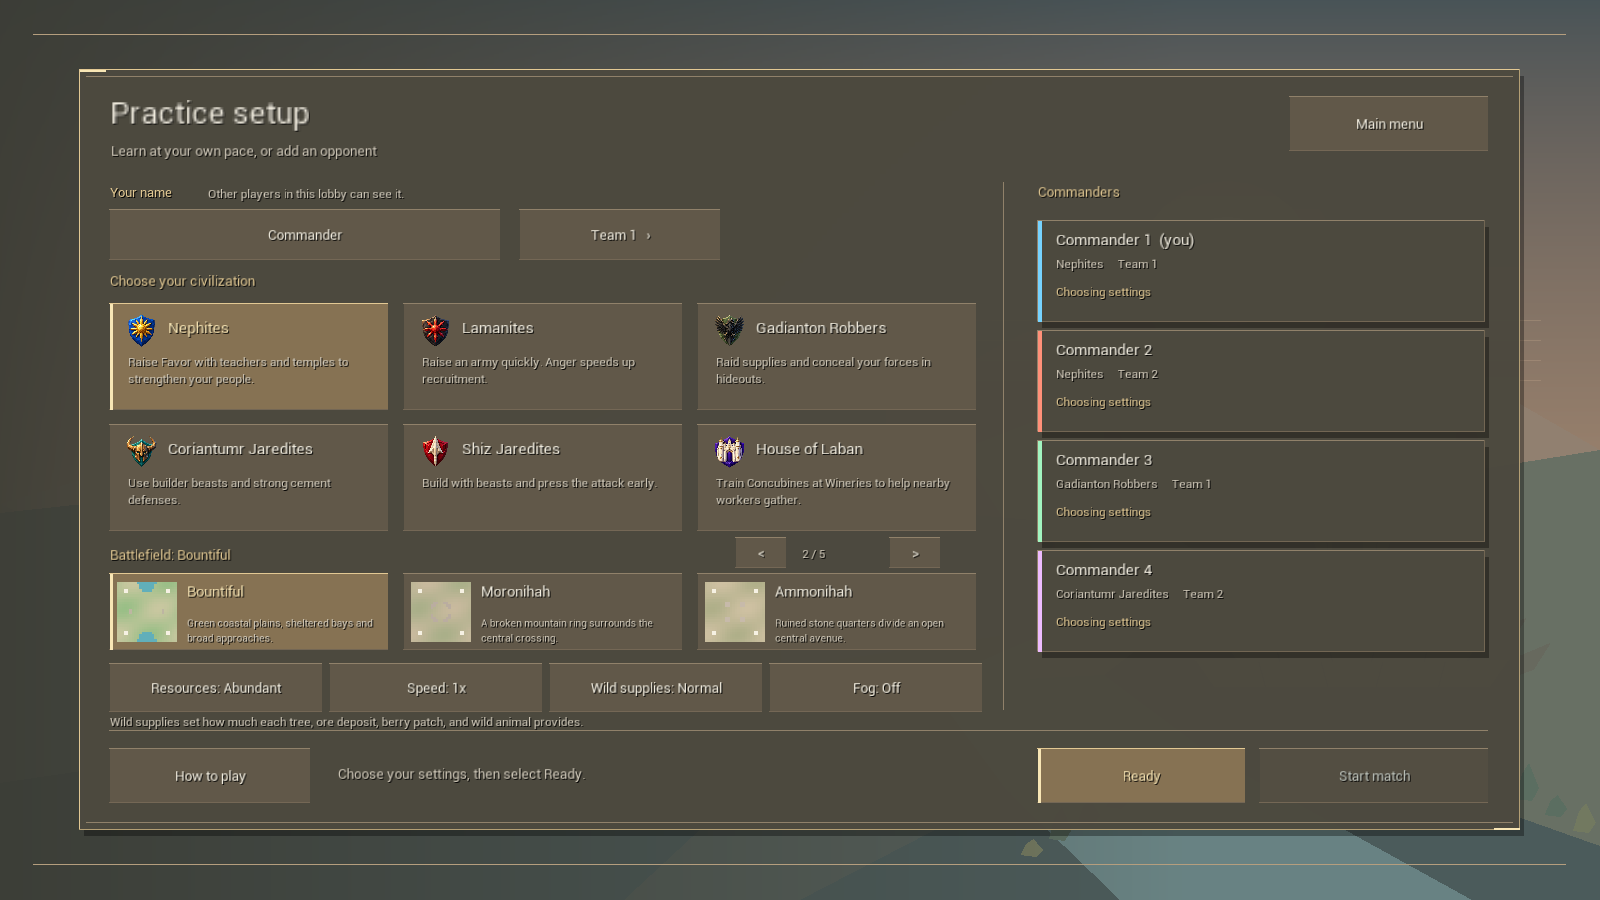 Practice setup
Main menu
Learn at your own pace, or add an opponent
Your name Other players in this lobby can see it.
Commander
Team 1 ›
Choose your civilization
Nephites
Raise Favor with teachers and temples to
strengthen your people.
Lamanites
Raise an army quickly. Anger speeds up
recruitment.
Gadianton Robbers
Raid supplies and conceal your forces in
hideouts.
Coriantumr Jaredites
Use builder beasts and strong cement
defenses.
Shiz Jaredites
Build with beasts and press the attack early.
House of Laban
Train Concubines at Wineries to help nearby
workers gather.
Battlefield: Bountiful
< 2 / 5 >
Bountiful
Green coastal plains, sheltered bays and
broad approaches.
Moronihah
A broken mountain ring surrounds the
central crossing.
Ammonihah
Ruined stone quarters divide an open
central avenue.
Resources: Abundant
Speed: 1x
Wild supplies: Normal
Fog: Off
Wild supplies set how much each tree, ore deposit, berry patch, and wild animal provides.
Commanders
Commander 1 (you)
Nephites Team 1
Choosing settings
Commander 2
Nephites Team 2
Choosing settings
Commander 3
Gadianton Robbers Team 1
Choosing settings
Commander 4
Coriantumr Jaredites Team 2
Choosing settings
How to play
Choose your settings, then select Ready.
Ready
Start match